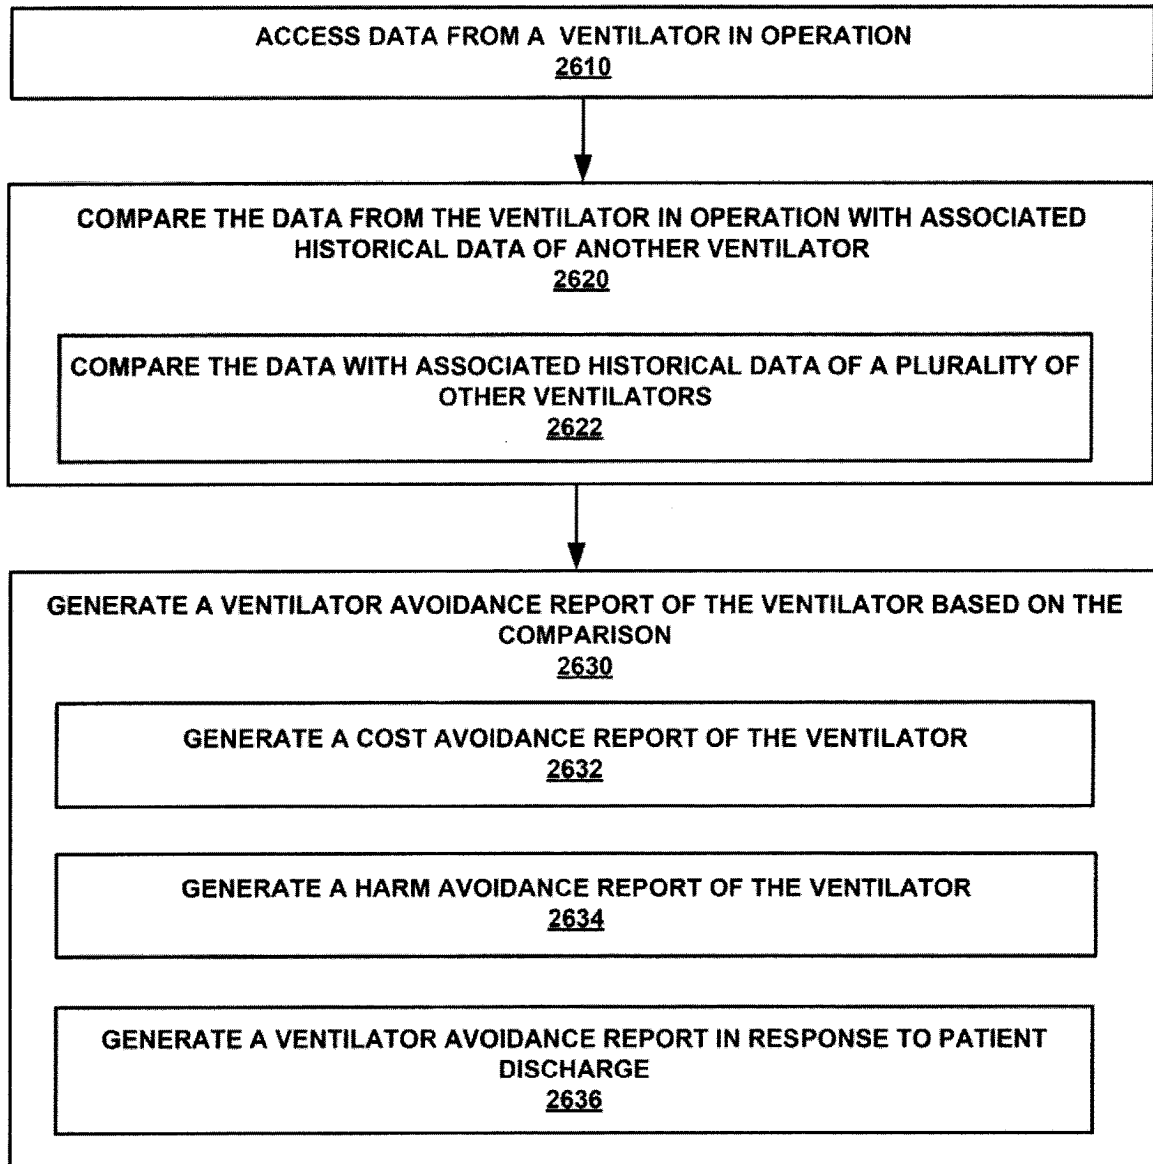 ACCESS DATA FROM A VENTILATOR IN OPERATION
2610
COMPARE THE DATA FROM THE VENTILATOR IN OPERATION WITH ASSOCIATED
HISTORICAL DATA OF ANOTHER VENTILATOR
2620
COMPARE THE DATA WITH ASSOCIATED HISTORICAL DATA OF A PLURALITY OF
OTHER VENTILATORS
2622
GENERATE A VENTILATOR AVOIDANCE REPORT OF THE VENTILATOR BASED ON THE
COMPARISON
2630
GENERATE A COST AVOIDANCE REPORT OF THE VENTILATOR
2632
GENERATE A HARM AVOIDANCE REPORT OF THE VENTILATOR
2634
GENERATE A VENTILATOR AVOIDANCE REPORT IN RESPONSE TO PATIENT
DISCHARGE
2636